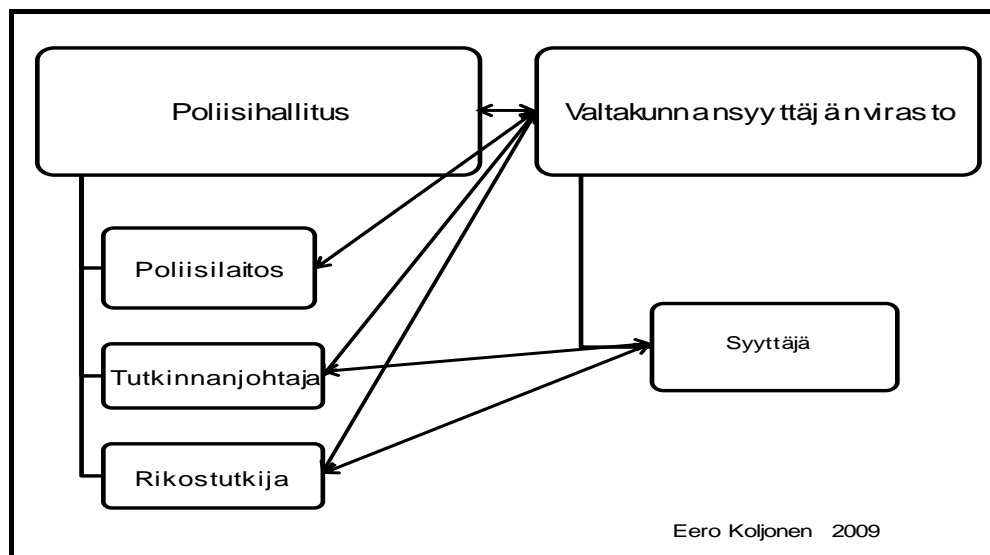 Poliisihallitus
Valtakunnansyyttäjänvirasto
Poliisilaitos
Syyttäjä
Tutkinnanjohtaja
Rikostutkija
Eero Koljonen 2009